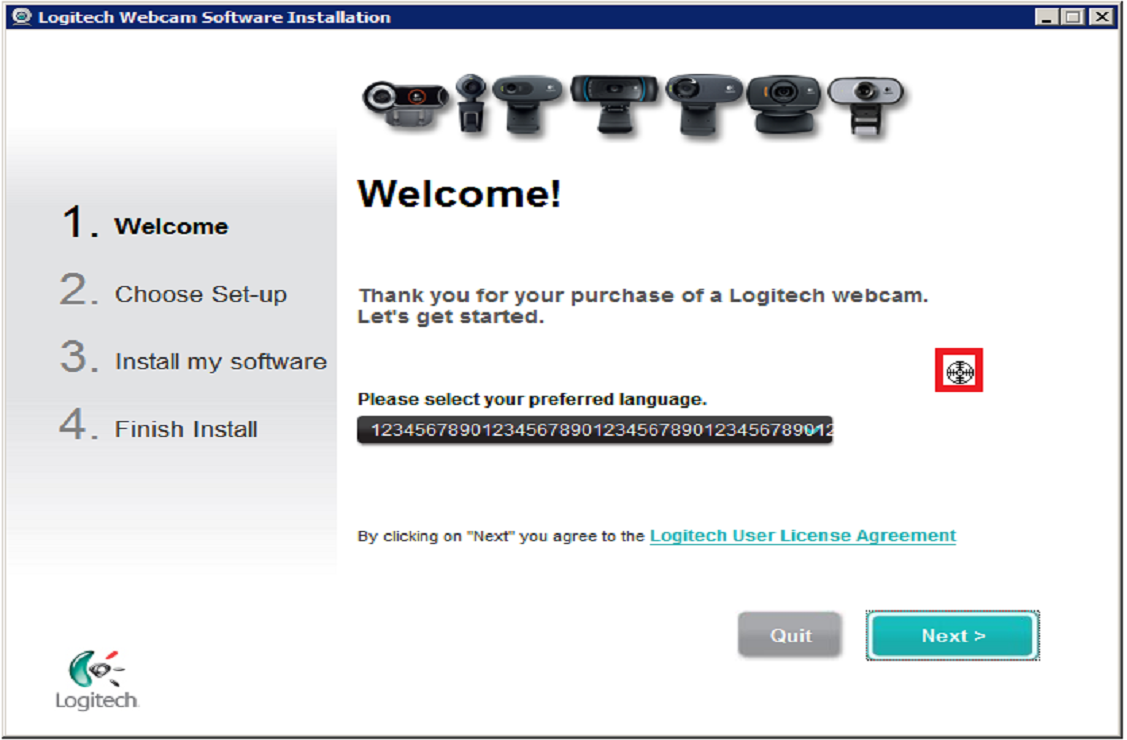 Logitech Webcam Software Installation
Welcome!
1. Welcome
2. Choose Set-up
3. Install my software
4. Finish Install
Thank you for your purchase of a Logitech webcam.
Let's get started.
Please select your preferred language.
123456789012345678901234567890123456789012
By clicking on "Next" you agree to the Logitech User License Agreement
Quit
Next >
Logitech